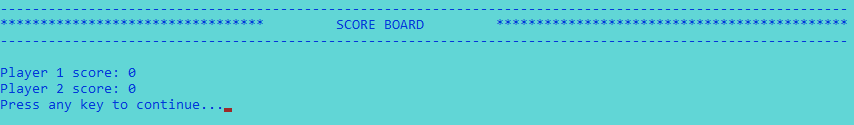 ----------------------------------------------------------------------------------------------------------
*********************************         SCORE BOARD         ********************************************
----------------------------------------------------------------------------------------------------------
Player 1 score: 0
Player 2 score: 0
Press any key to continue...